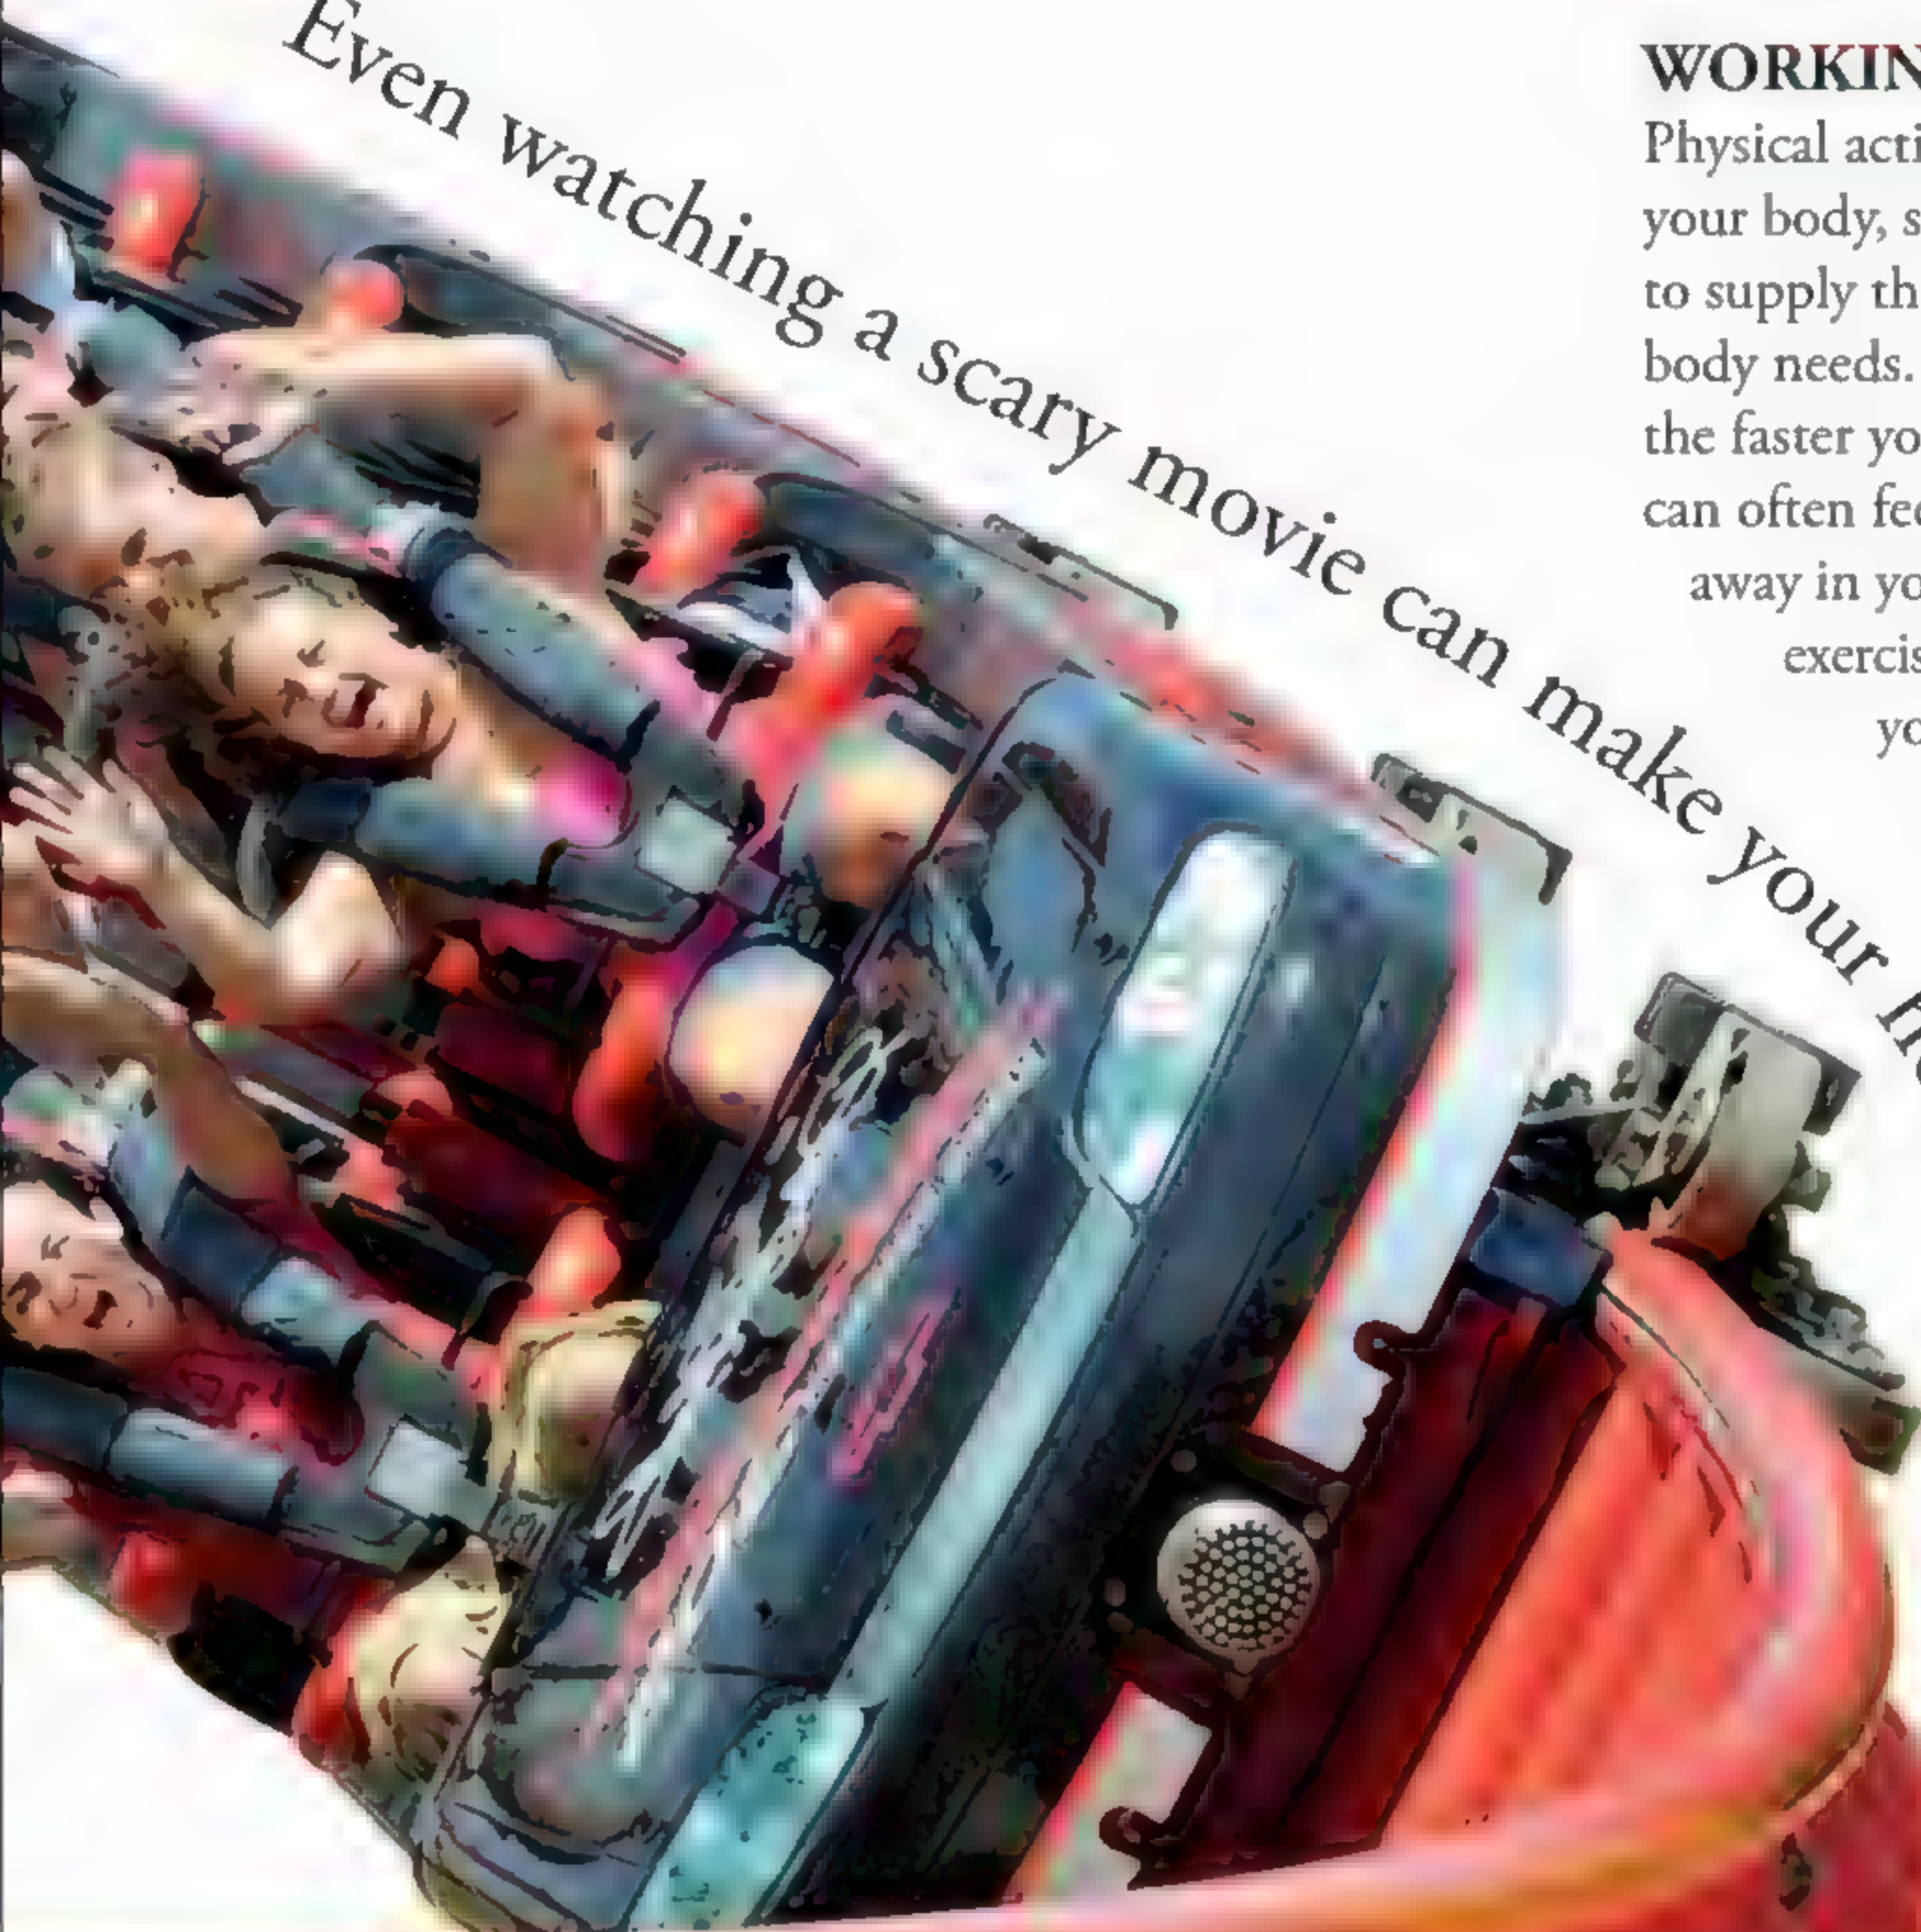 Even watching a scary movie can make your
WORKIN
Physical acti
your body, s
to supply th
body needs.
the faster yo
can often fee
away in yo
exercis
yo